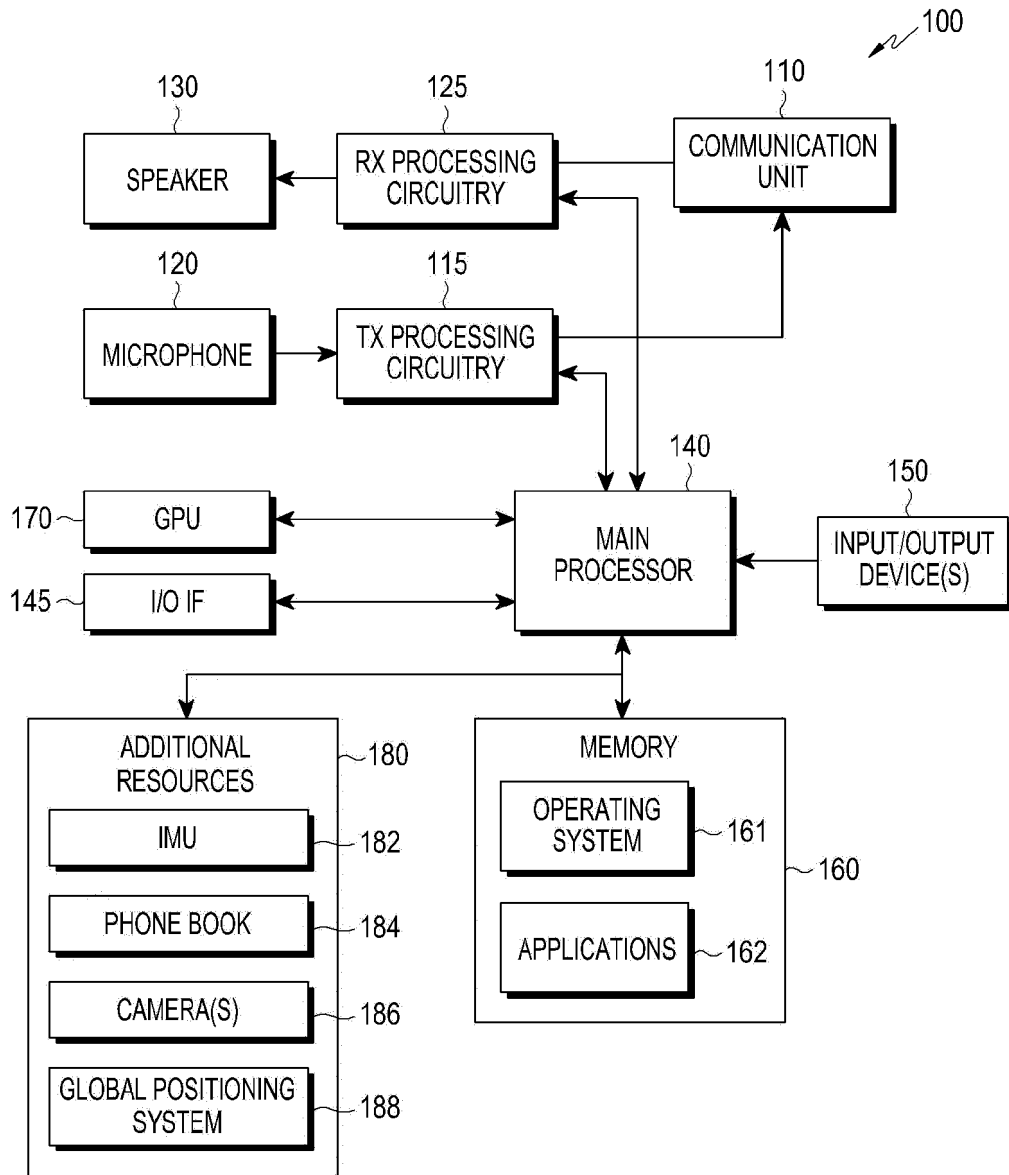 100
130
125
110
SPEAKER
RX PROCESSING
CIRCUITRY
COMMUNICATION
UNIT
120
115
MICROPHONE
TX PROCESSING
CIRCUITRY
140
150
170
GPU
MAIN
PROCESSOR
INPUT/OUTPUT
DEVICE(S)
145
I/O IF
ADDITIONAL
RESOURCES
180
IMU
182
PHONE BOOK
184
CAMERA(S)
186
GLOBAL POSITIONING
SYSTEM
188
MEMORY
160
OPERATING
SYSTEM
161
APPLICATIONS
162